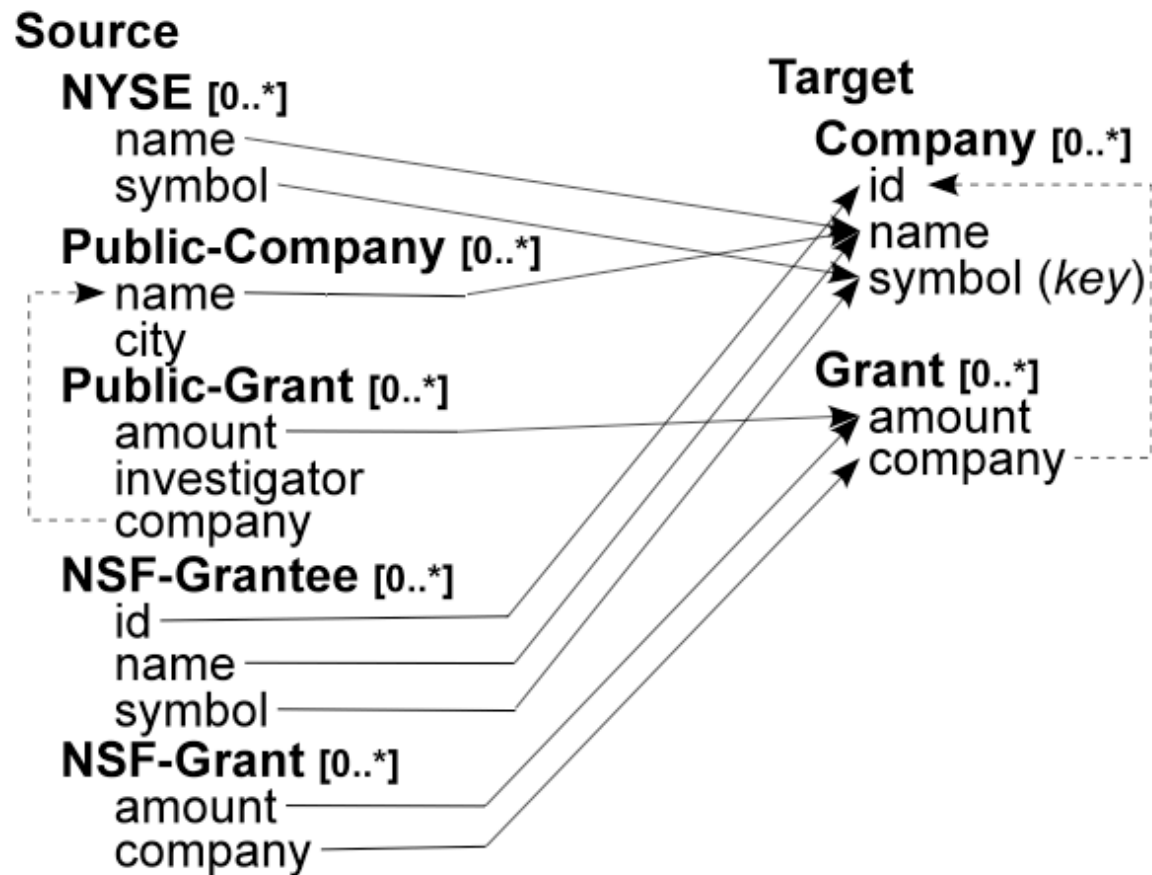 Source
NYSE [0..*]
name
symbol
Public-Company [0..*]
name
city
Public-Grant [0..*]
amount
investigator
company
NSF-Grantee [0..*]
id
name
symbol
NSF-Grant [0..*]
amount
company
Target
Company [0..*]
id
name
symbol (key)
Grant [0..*]
amount
company